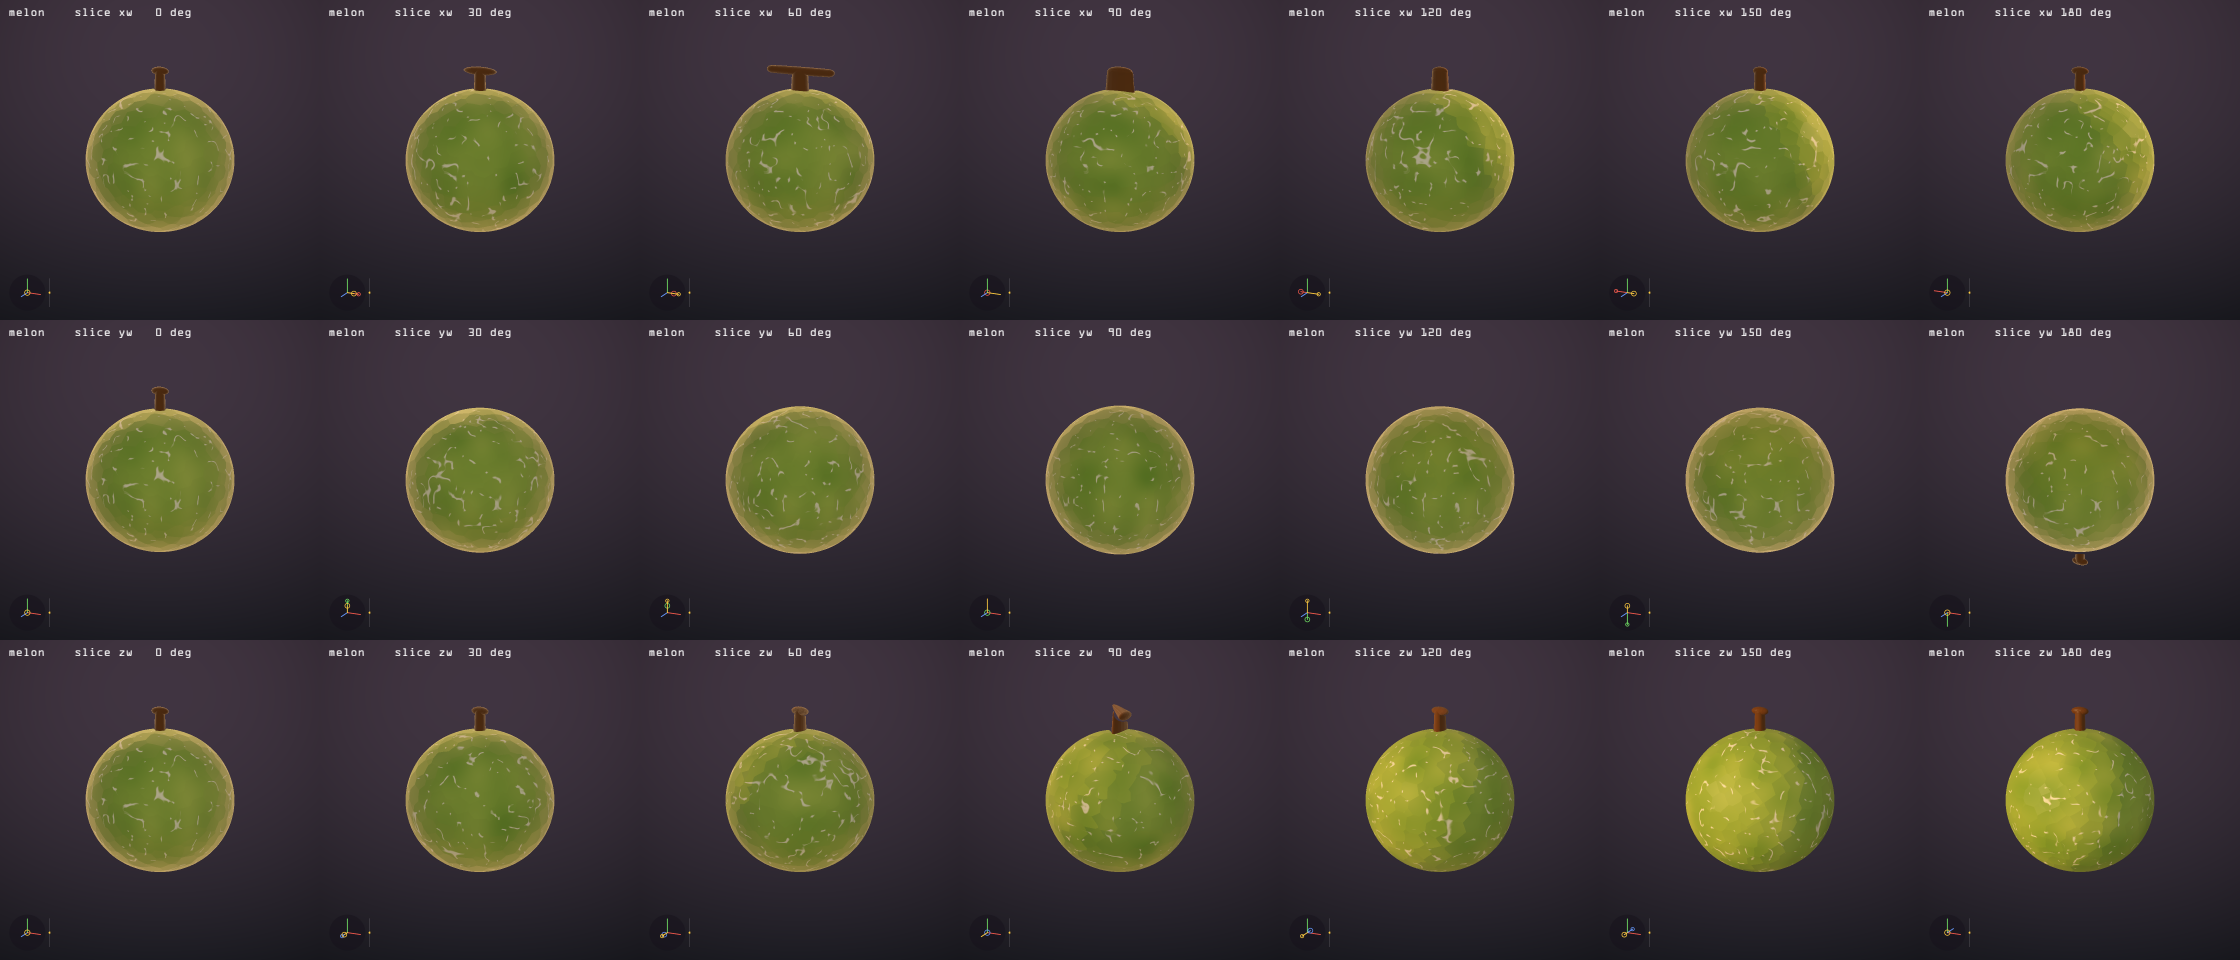 melon slice xw 0 deg
melon slice xw 30 deg
melon slice xw 60 deg
melon slice xw 90 deg
melon slice xw 120 deg
melon slice xw 150 deg
melon slice xw 180 deg
melon slice yw 0 deg
melon slice yw 30 deg
melon slice yw 60 deg
melon slice yw 90 deg
melon slice yw 120 deg
melon slice yw 150 deg
melon slice yw 180 deg
melon slice zw 0 deg
melon slice zw 30 deg
melon slice zw 60 deg
melon slice zw 90 deg
melon slice zw 120 deg
melon slice zw 150 deg
melon slice zw 180 deg